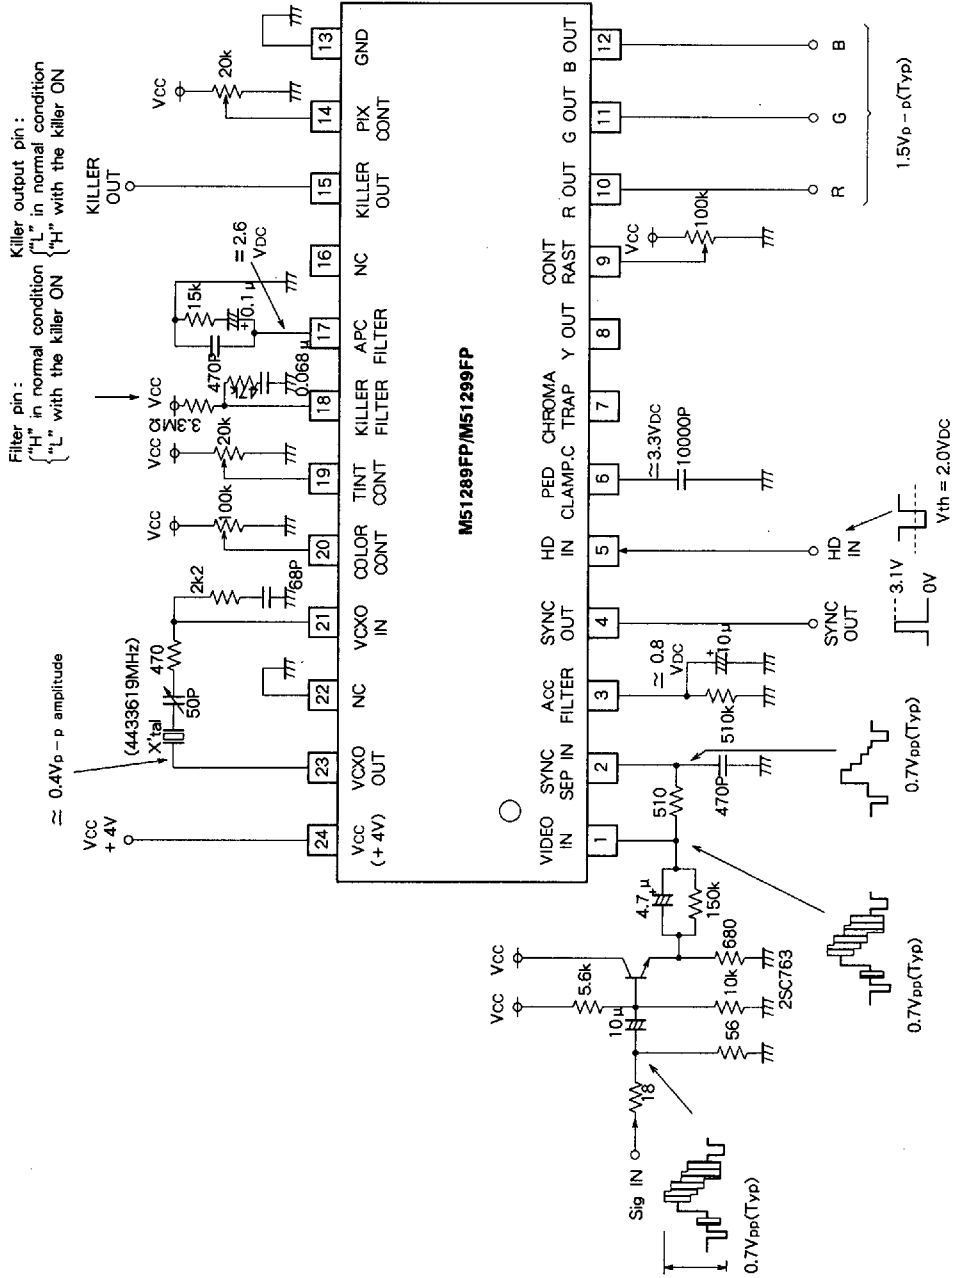 Filter pin :
"H" in normal condition
"L" with the killer ON
Killer output pin :
"L" in normal condition
"H" with the killer ON
≃ 0.4Vp-p amplitude
VCC
+4V
(4433619MHz)
X'tal
50P
470
2k2
68P
VCC
100k
VCC
20k
VCC
3.3MΩ
47k
0.068μ
470P
15k
+0.1μ
≃2.6
VDC
KILLER
OUT
VCC
20k
24
23
22
21
20
19
18
17
16
15
14
13
VCC
(+4V)
VCXO
OUT
NC
VCXO
IN
COLOR
CONT
TINT
CONT
KILLER
FILTER
APC
FILTER
NC
KILLER
OUT
PIX
CONT
GND
M51289FP/M51299FP
VIDEO
IN
SYNC
SEP IN
ACC
FILTER
SYNC
OUT
HD
IN
PED
CLAMP.C
CHROMA
TRAP
Y OUT
CONT
RAST
R OUT
G OUT
B OUT
1
2
3
4
5
6
7
8
9
10
11
12
Sig IN
18
56
10μ
VCC
5.6k
10k
VCC
680
2SC763
4.7μ
+
150k
510
470P
≃0.8
VDC
510k
+
10μ
SYNC
OUT
3.1V
0V
HD
IN
Vth = 2.0VDC
≃3.3VDC
10000P
VCC
100k
R
G
B
1.5Vp-p(Typ)
0.7Vpp(Typ)
0.7Vpp(Typ)
0.7Vpp(Typ)